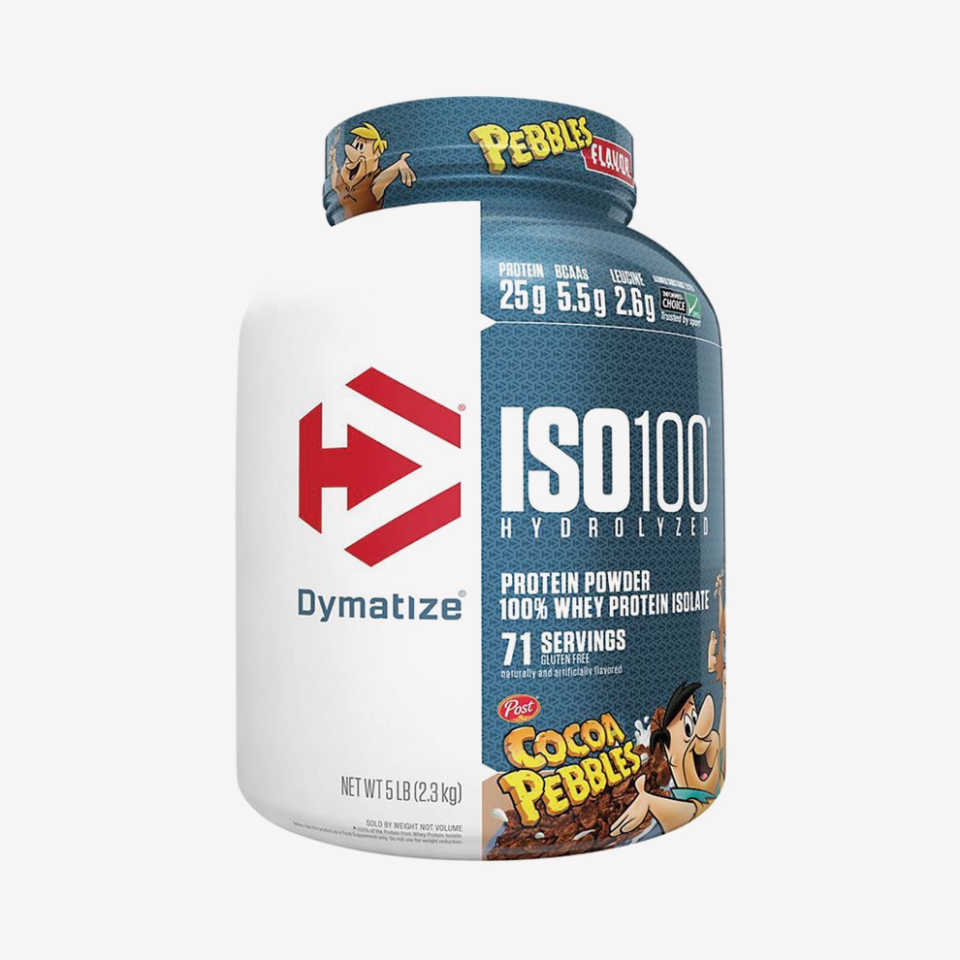 PEBBLES
FLAVOR
PROTEIN BCAAs LEUCINE
25g 5.5g 2.6g
INFORMED
CHOICE
Trusted by sport
ISO100®
HYDROLYZED
Dymatize®
PROTEIN POWDER
100% WHEY PROTEIN ISOLATE
71 SERVINGS
GLUTEN FREE
naturally and artificially flavored
Post
COCOA
PEBBLES
NET WT 5 LB (2.3 kg)
SOLD BY WEIGHT NOT VOLUME